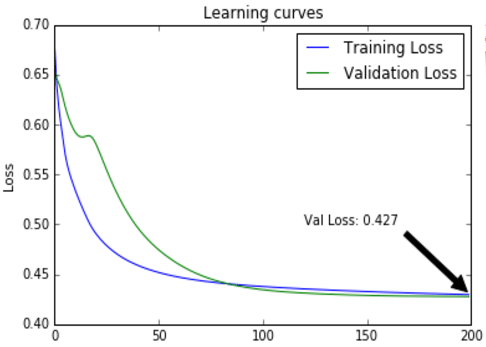 Learning curves
0.70
0.65
0.60
0.55
0.50
0.45
0.40
Loss
Training Loss
Validation Loss
Val Loss: 0.427
0
50
100
150
200